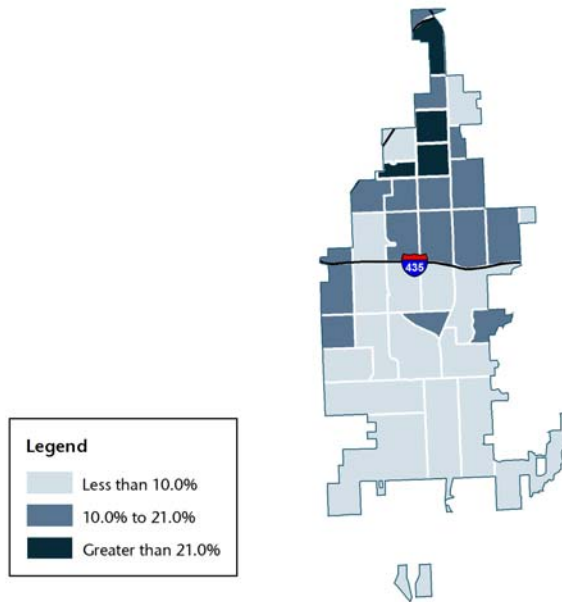 435
Legend
Less than 10.0%
10.0% to 21.0%
Greater than 21.0%